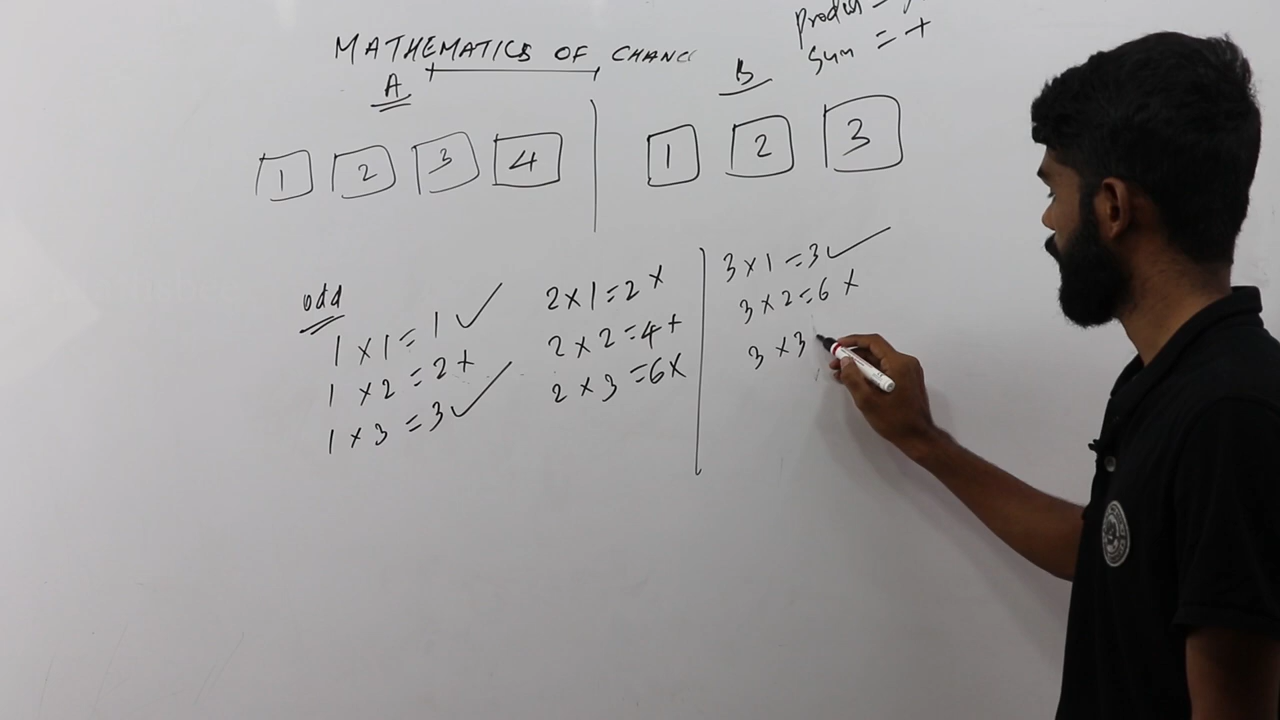 MATHEMATICS OF CHANC
Sum = +
A
B
1 2 3 4
1 2 3
odd
1 x 1 = 1 ✓
1 x 2 = 2 x
1 x 3 = 3 ✓
2 x 1 = 2 x
2 x 2 = 4 x
2 x 3 = 6 x
3 x 1 = 3 ✓
3 x 2 = 6 x
3 x 3